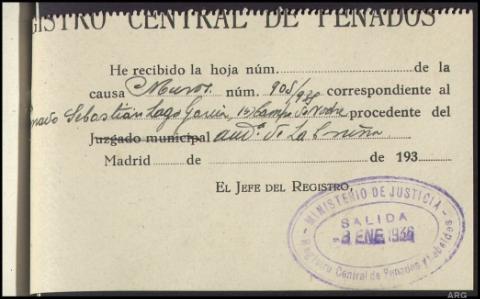 GISTRO CENTRAL DE PENADOS
He recibido la hoja núm. de la
causa núm. 905/930 correspondiente al
Penado Sebastián Lago García procedente del
Juzgado municipal aud.ª de La Coruña
Madrid de de 193
EL JEFE DEL REGISTRO,
MINISTERIO DE JUSTICIA
SALIDA
3 ENE 1936
Registro Central de Penados y Rebeldes
ARG